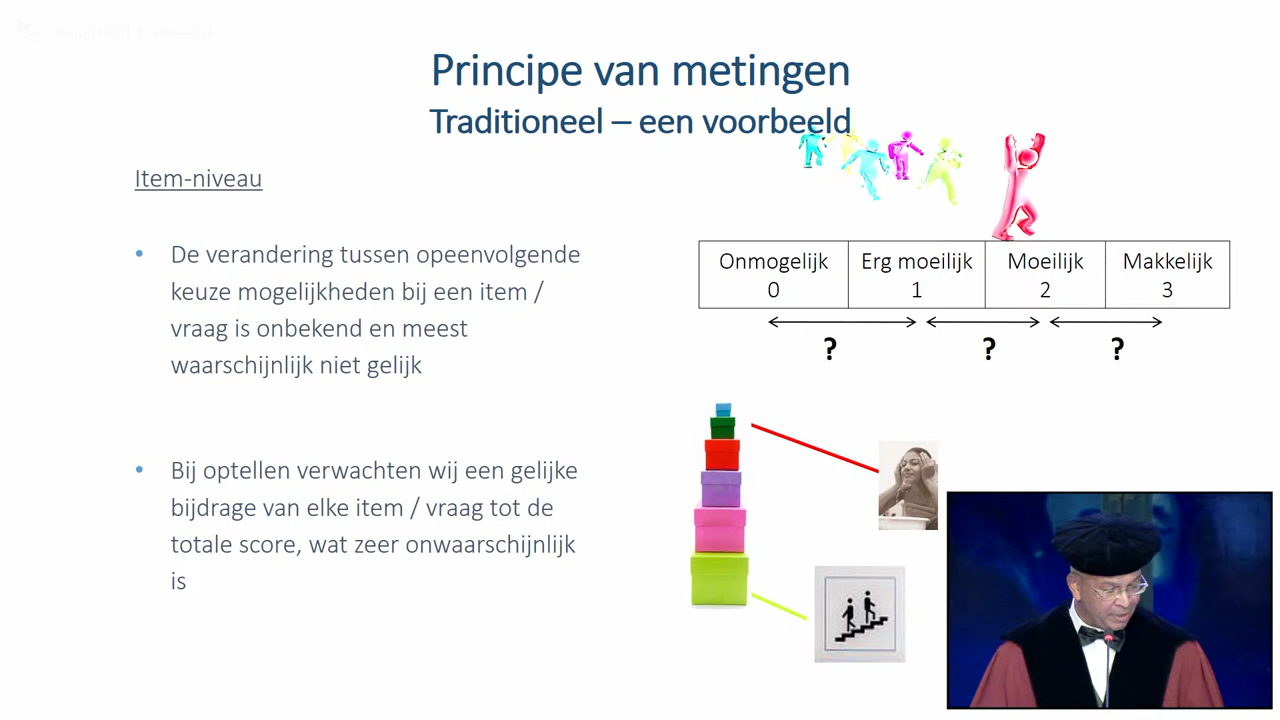 Principe van metingen
Traditioneel – een voorbeeld
Item-niveau
• De verandering tussen opeenvolgende
keuze mogelijkheden bij een item /
vraag is onbekend en meest
waarschijnlijk niet gelijk
• Bij optellen verwachten wij een gelijke
bijdrage van elke item / vraag tot de
totale score, wat zeer onwaarschijnlijk
is
Onmogelijk Erg moeilijk Moeilijk Makkelijk
0 1 2 3
? ? ?